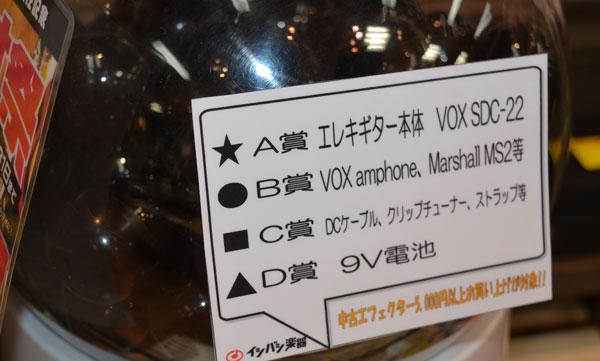 ★ A賞 エレキギター本体 VOX SDC-22
● B賞 VOX amphone、Marshall MS2等
■ C賞 DCケーブル、クリップチューナー、ストラップ等
▲ D賞 9V電池
中古エフェクター5,000円以上お買い上げが対象!!
イシバシ楽器